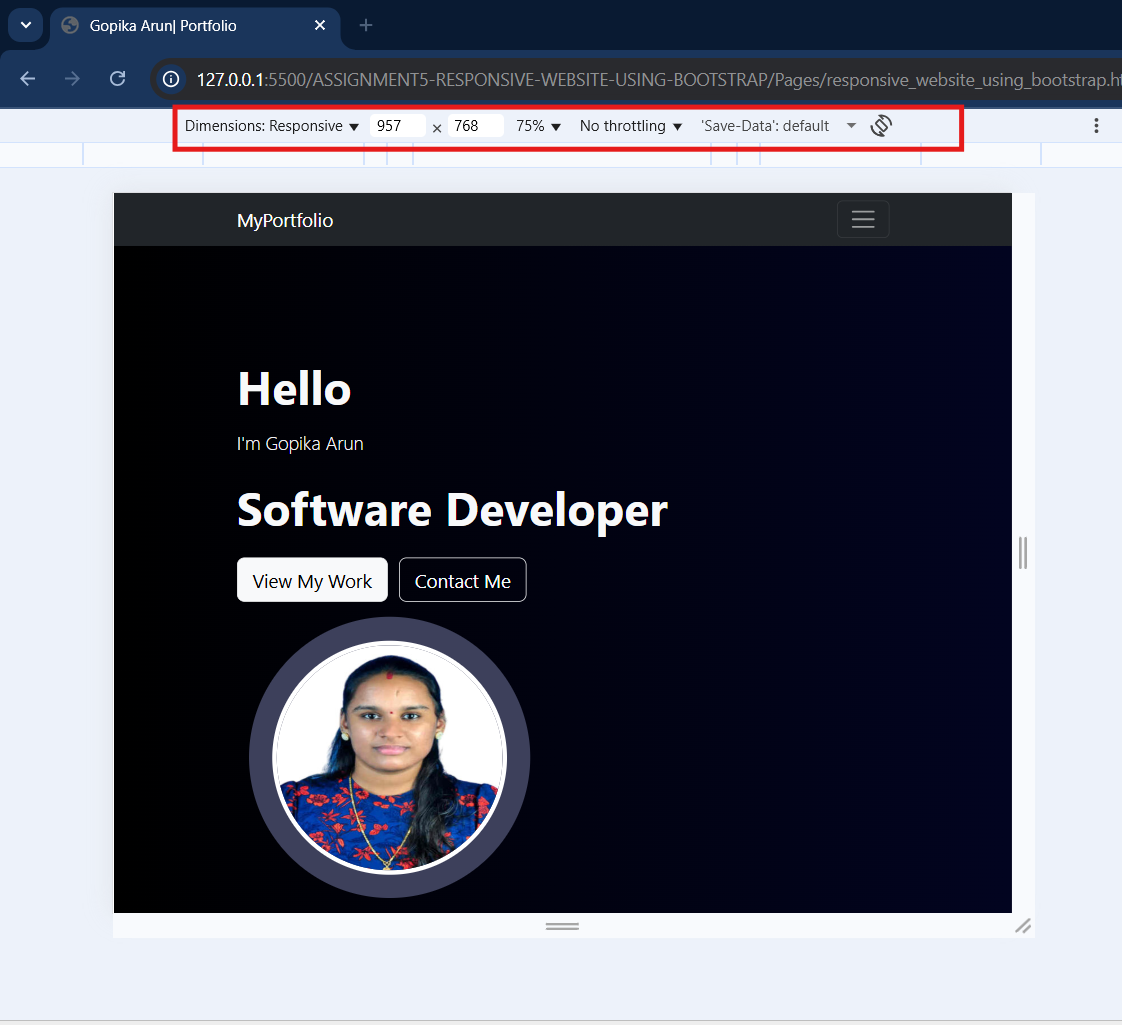 Gopika Arun| Portfolio
127.0.0.1:5500/ASSIGNMENT5-RESPONSIVE-WEBSITE-USING-BOOTSTRAP/Pages/responsive_website_using_bootstrap.h
Dimensions: Responsive 957 × 768 75% No throttling 'Save-Data': default
MyPortfolio
Hello
I'm Gopika Arun
Software Developer
View My Work Contact Me